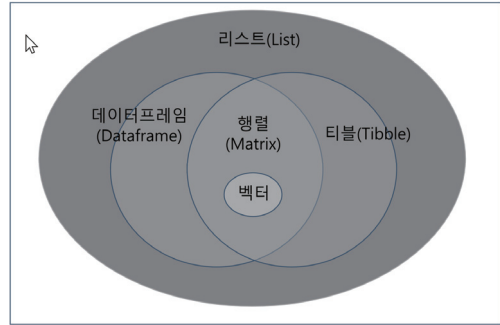 리스트(List)
데이터프레임
(Dataframe)
행렬
(Matrix)
티블(Tibble)
벡터